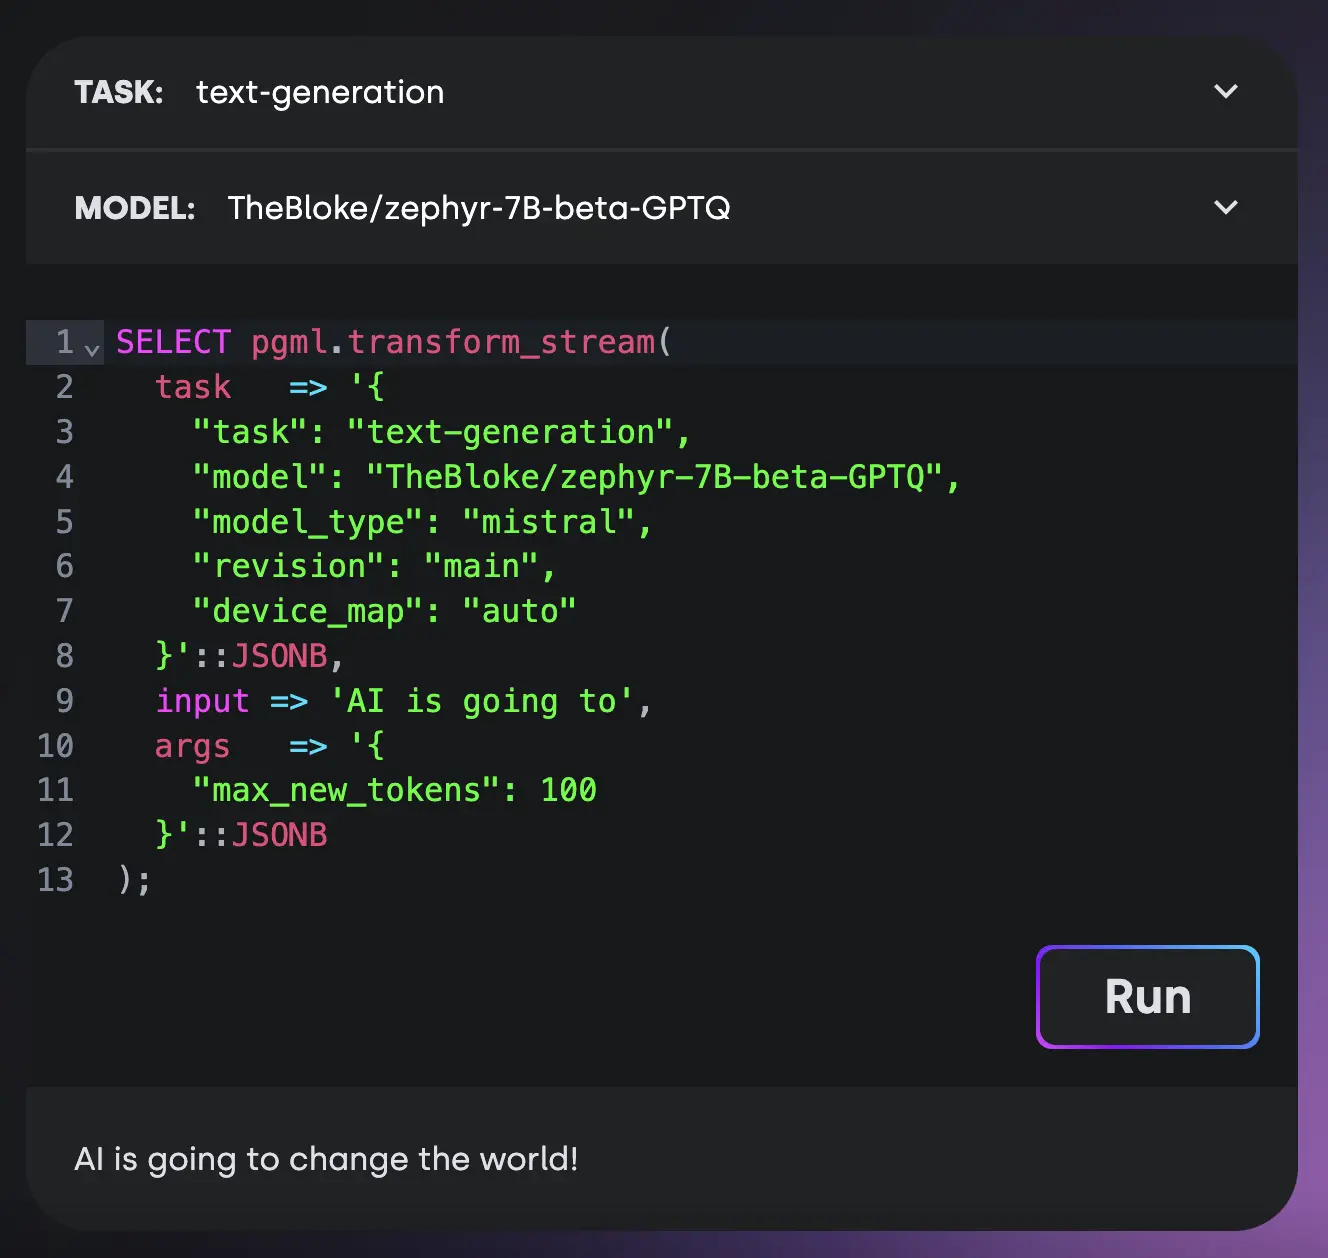 TASK: text-generation
MODEL: TheBloke/zephyr-7B-beta-GPTQ
1 SELECT pgml.transform_stream(
2   task   => '{
3     "task": "text-generation",
4     "model": "TheBloke/zephyr-7B-beta-GPTQ",
5     "model_type": "mistral",
6     "revision": "main",
7     "device_map": "auto"
8   }'::JSONB,
9   input => 'AI is going to',
10   args   => '{
11     "max_new_tokens": 100
12   }'::JSONB
13 );
Run
AI is going to change the world!